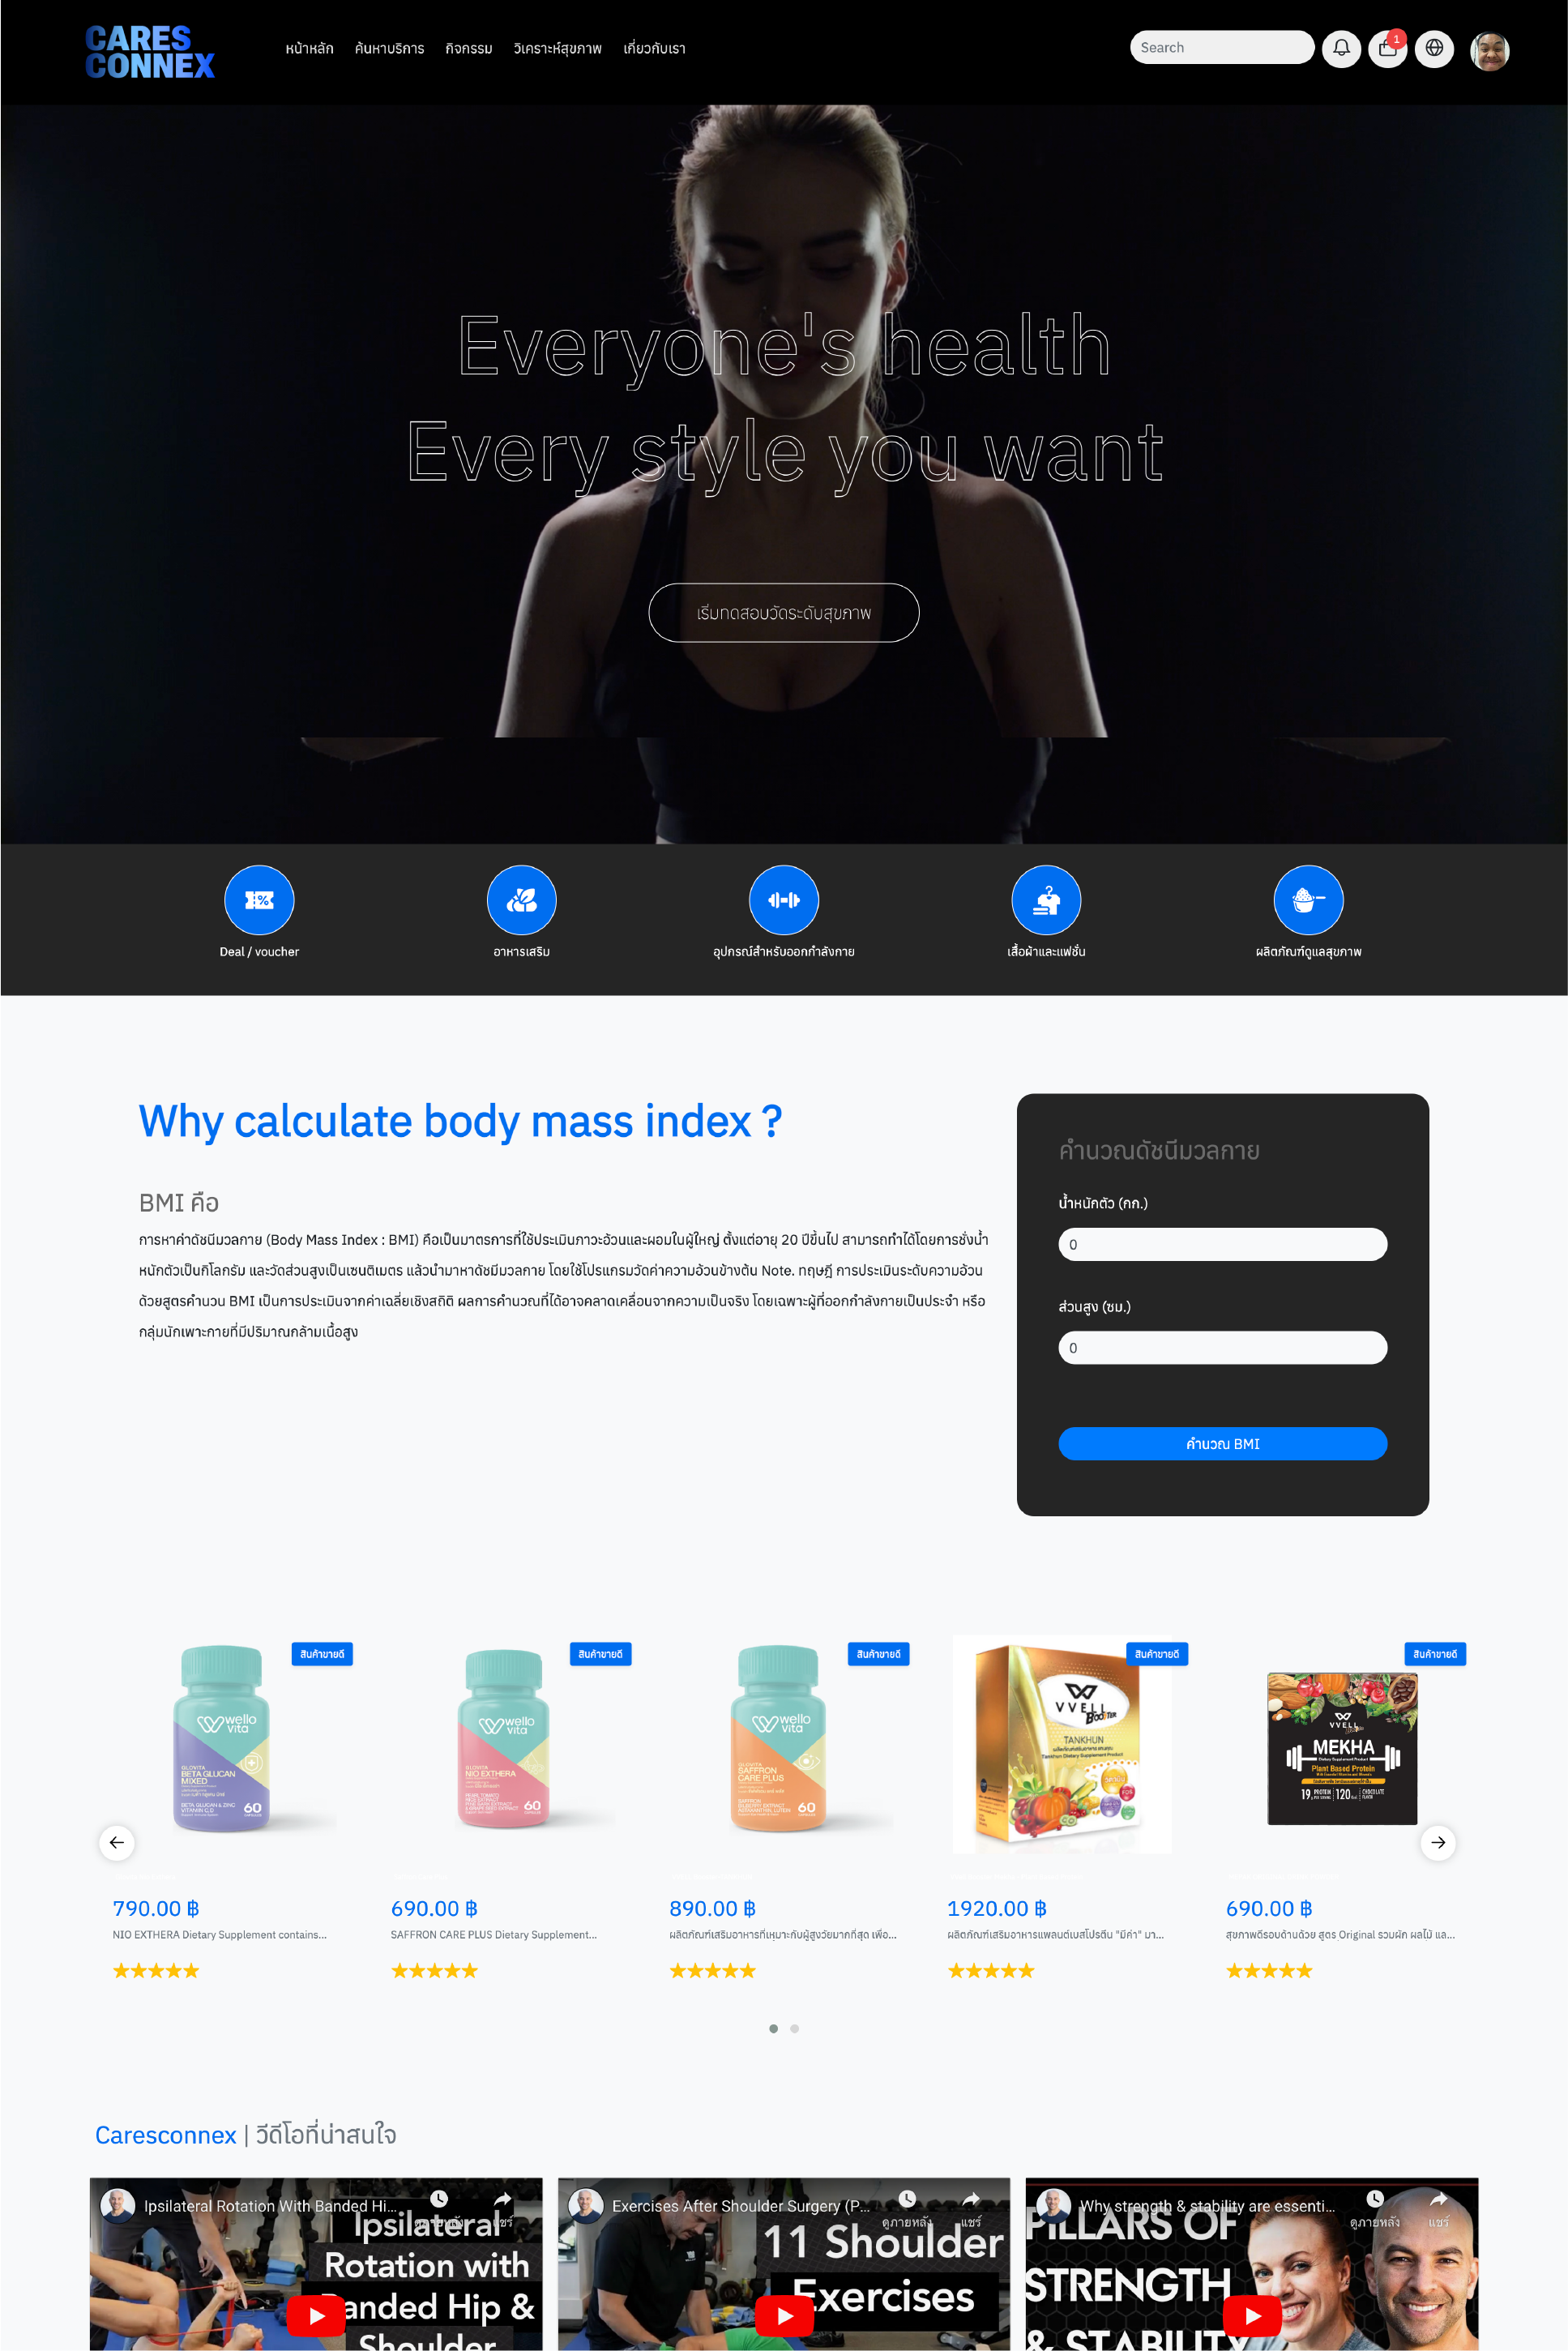 CARES
CONNEX
หน้าหลัก ค้นหาบริการ กิจกรรม วิเคราะห์สุขภาพ เกี่ยวกับเรา
Search
1
Everyone's health
Every style you want
เริ่มทดสอบวัดระดับสุขภาพ
Deal / voucher
อาหารเสริม
อุปกรณ์สำหรับออกกำลังกาย
เสื้อผ้าและแฟชั่น
ผลิตภัณฑ์ดูแลสุขภาพ
Why calculate body mass index ?
BMI คือ
การหาค่าดัชนีมวลกาย (Body Mass Index : BMI) คือเป็นมาตรการที่ใช้ประเมินภาวะอ้วนและผอมในผู้ใหญ่ ตั้งแต่อายุ 20 ปีขึ้นไป สามารถทำได้โดยการชั่งน้ำ
หนักตัวเป็นกิโลกรัม และวัดส่วนสูงเป็นเซนติเมตร แล้วนำมาหาดัชมีมวลกาย โดยใช้โปรแกรมวัดค่าความอ้วนข้างต้น Note. ทฤษฎี การประเมินระดับความอ้วน
ด้วยสูตรคำนวน BMI เป็นการประเมินจากค่าเฉลี่ยเชิงสถิติ ผลการคำนวณที่ได้อาจคลาดเคลื่อนจากความเป็นจริง โดยเฉพาะผู้ที่ออกกำลังกายเป็นประจำ หรือ
กลุ่มนักเพาะกายที่มีปริมาณกล้ามเนื้อสูง
คำนวณดัชนีมวลกาย
น้ำหนักตัว (กก.)
0
ส่วนสูง (ซม.)
0
คำนวณ BMI
สินค้าขายดี
wello
vita
GLOVITA
BETA GLUCAN
MIXED
BETA GLUCAN & ZINC
VITAMIN C, D
60
790.00 ฿
NIO EXTHERA Dietary Supplement contains...
สินค้าขายดี
wello
vita
GLOVITA
NIO EXTHERA
60
690.00 ฿
SAFFRON CARE PLUS Dietary Supplement...
สินค้าขายดี
wello
vita
GLOVITA
SAFFRON
CARE PLUS
60
890.00 ฿
ผลิตภัณฑ์เสริมอาหารที่เหมาะกับผู้สูงวัยมากที่สุด เพื่อ...
สินค้าขายดี
VVELL
Booster
TANKHUN
Tankhun Dietary Supplement Product
1920.00 ฿
ผลิตภัณฑ์เสริมอาหารแพลนต์เบสโปรตีน "มีค่า" มา...
สินค้าขายดี
VVELL
MEKHA
Dietary Supplement Product
Plant Based Protein
19 PROTEIN 120 CHOCOLATE
690.00 ฿
สุขภาพดีรอบด้านด้วย สูตร Original รวมผัก ผลไม้ และ...
Caresconnex | วีดีโอที่น่าสนใจ
Ipsilateral Rotation With Banded Hi...
ดูภายหลัง แชร์
Ipsilateral
Rotation with
Banded Hip &
Shoulder
Exercises After Shoulder Surgery (P...
ดูภายหลัง แชร์
11 Shoulder
Exercises
Why strength & stability are essenti...
ดูภายหลัง แชร์
PILLARS OF
STRENGTH
& STABILITY